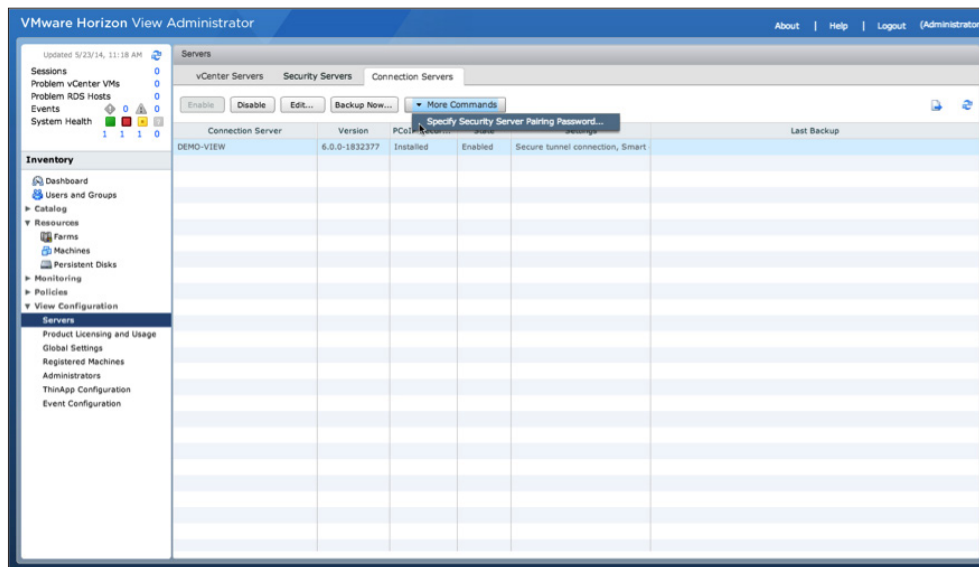 VMware Horizon View Administrator
About | Help | Logout (Administrator
Updated 5/23/14, 11:18 AM
Sessions 0
Problem vCenter VMs 0
Problem RDS Hosts 0
Events 0 0
System Health
1 1 1 0
Inventory
Dashboard
Users and Groups
Catalog
Resources
Farms
Machines
Persistent Disks
Monitoring
Policies
View Configuration
Servers
Product Licensing and Usage
Global Settings
Registered Machines
Administrators
ThinApp Configuration
Event Configuration
Servers
vCenter Servers Security Servers Connection Servers
Enable Disable Edit... Backup Now... More Commands
Specify Security Server Pairing Password...
Connection Server Version Last Backup
DEMO-VIEW 6.0.0-1832377 Installed Enabled Secure tunnel connection, Smart